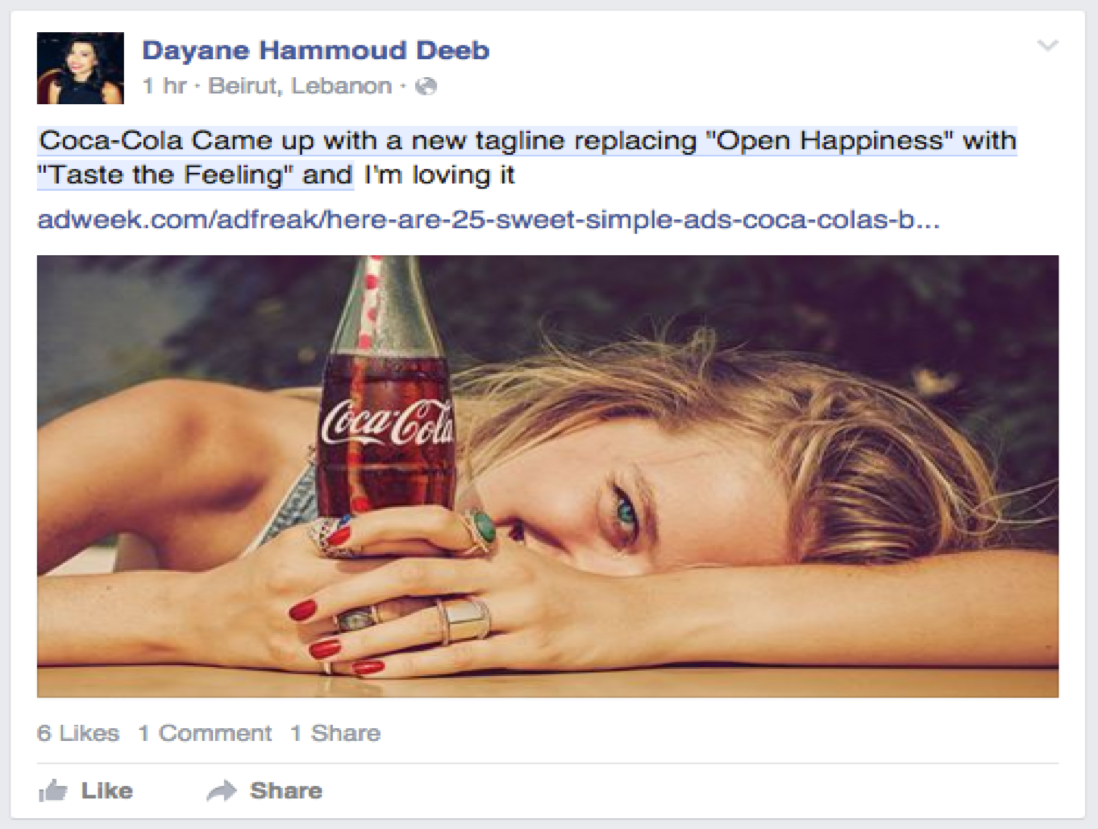 Dayane Hammoud Deeb
1 hr · Beirut, Lebanon ·
Coca-Cola Came up with a new tagline replacing "Open Happiness" with
"Taste the Feeling" and I'm loving it
adweek.com/adfreak/here-are-25-sweet-simple-ads-coca-colas-b...
Coca-Cola
6 Likes 1 Comment 1 Share
Like Share